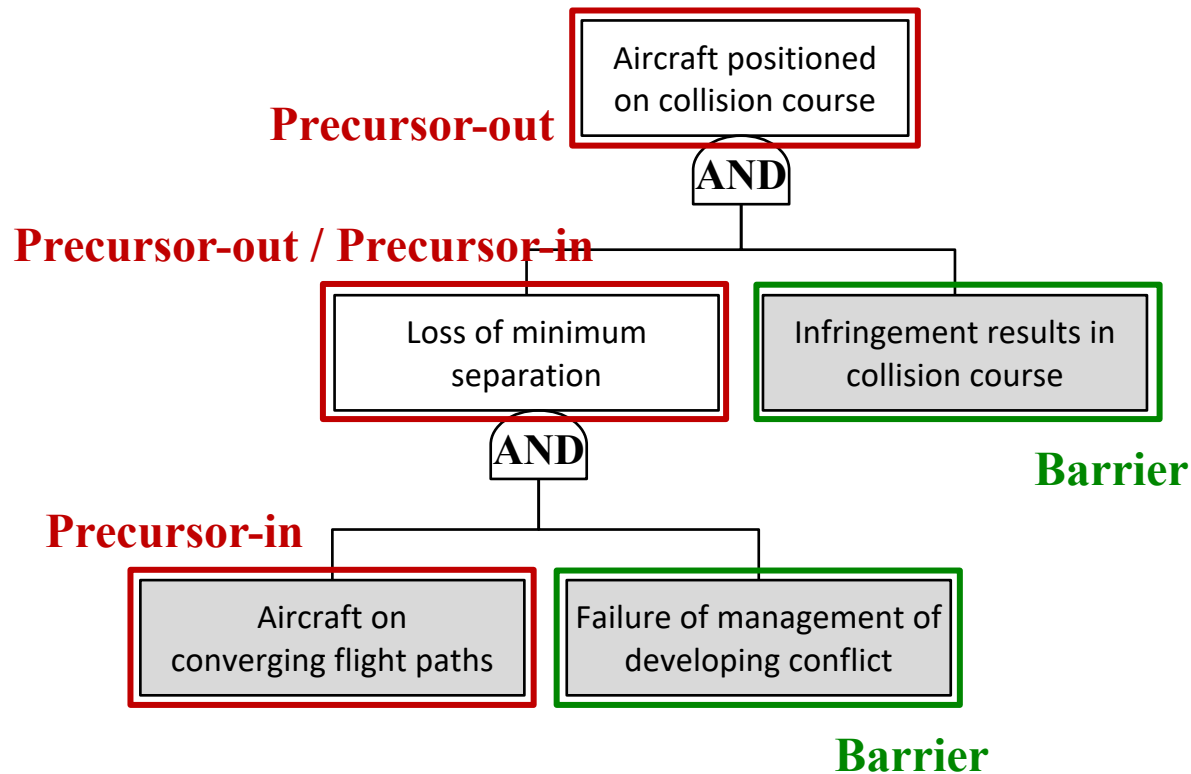 Aircraft positioned
on collision course
Precursor-out
AND
Precursor-out / Precursor-in
Loss of minimum
separation
Infringement results in
collision course
AND
Barrier
Precursor-in
Aircraft on
converging flight paths
Failure of management of
developing conflict
Barrier